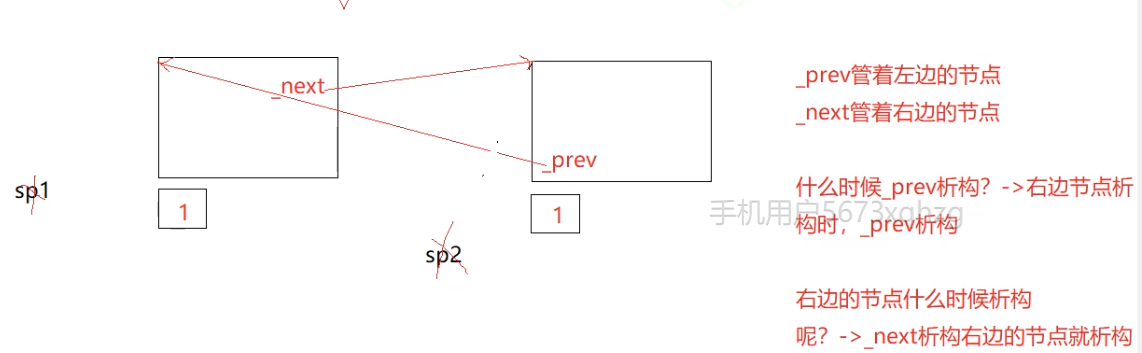 _next
_prev
sp1
1
1
sp2
_prev管着左边的节点
_next管着右边的节点
什么时候_prev析构？->右边节点析
构时，_prev析构
手机用户5673xqhzg
右边的节点什么时候析构
呢？->_next析构右边的节点就析构